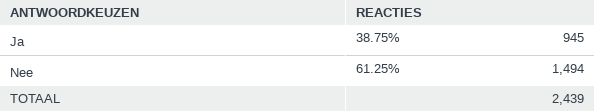 ANTWOORDKEUZEN REACTIES
Ja 38.75% 945
Nee 61.25% 1,494
TOTAAL 2,439